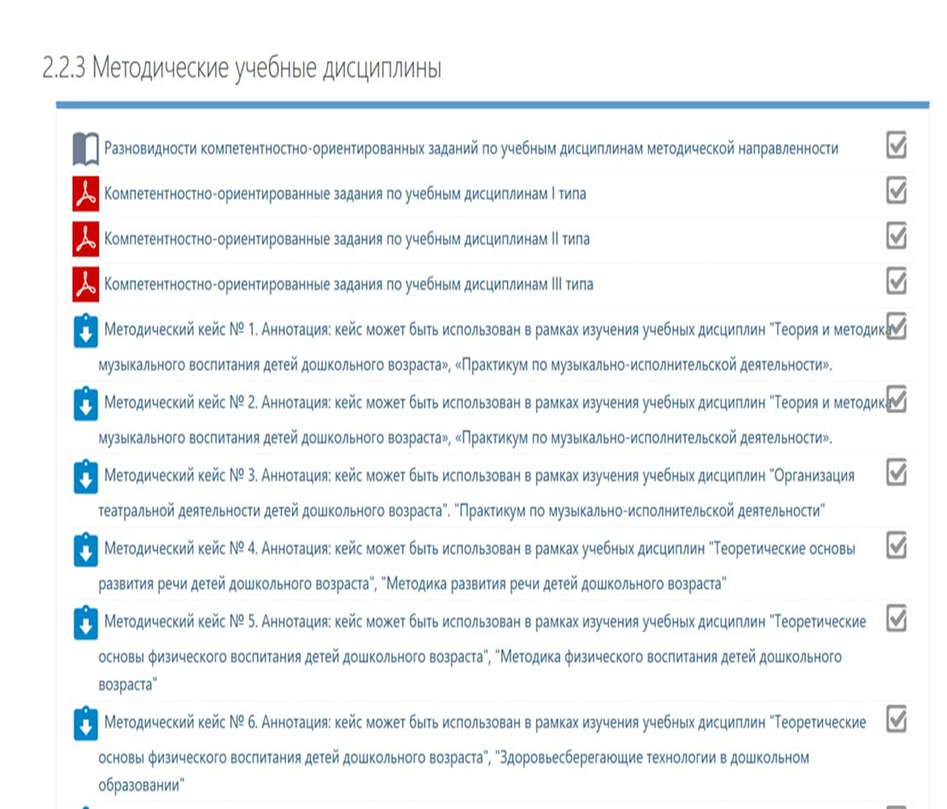 2.2.3 Методические учебные дисциплины
Разновидности компетентностно-ориентированных заданий по учебным дисциплинам методической направленности
Компетентностно-ориентированные задания по учебным дисциплинам I типа
Компетентностно-ориентированные задания по учебным дисциплинам II типа
Компетентностно-ориентированные задания по учебным дисциплинам III типа
Методический кейс № 1. Аннотация: кейс может быть использован в рамках изучения учебных дисциплин "Теория и методика
музыкального воспитания детей дошкольного возраста», «Практикум по музыкально-исполнительской деятельности».
Методический кейс № 2. Аннотация: кейс может быть использован в рамках изучения учебных дисциплин "Теория и методика
музыкального воспитания детей дошкольного возраста», «Практикум по музыкально-исполнительской деятельности».
Методический кейс № 3. Аннотация: кейс может быть использован в рамках изучения учебных дисциплин "Организация
театральной деятельности детей дошкольного возраста". "Практикум по музыкально-исполнительской деятельности"
Методический кейс № 4. Аннотация: кейс может быть использован в рамках учебных дисциплин "Теоретические основы
развития речи детей дошкольного возраста", "Методика развития речи детей дошкольного возраста"
Методический кейс № 5. Аннотация: кейс может быть использован в рамках изучения учебных дисциплин "Теоретические
основы физического воспитания детей дошкольного возраста", "Методика физического воспитания детей дошкольного
возраста"
Методический кейс № 6. Аннотация: кейс может быть использован в рамках изучения учебных дисциплин "Теоретические
основы физического воспитания детей дошкольного возраста", "Здоровьесберегающие технологии в дошкольном
образовании"